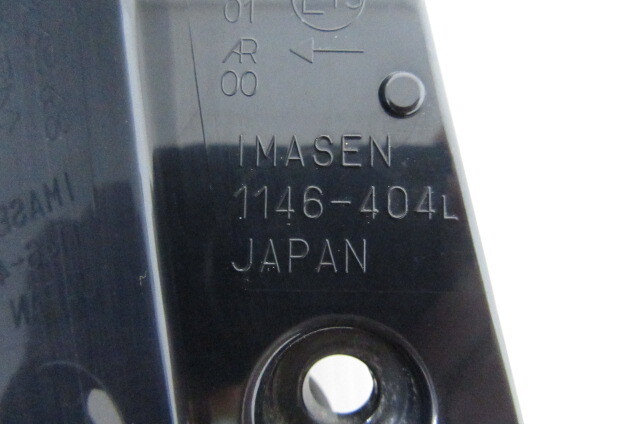 01
AR
00
IMASEN
1146-404L
JAPAN